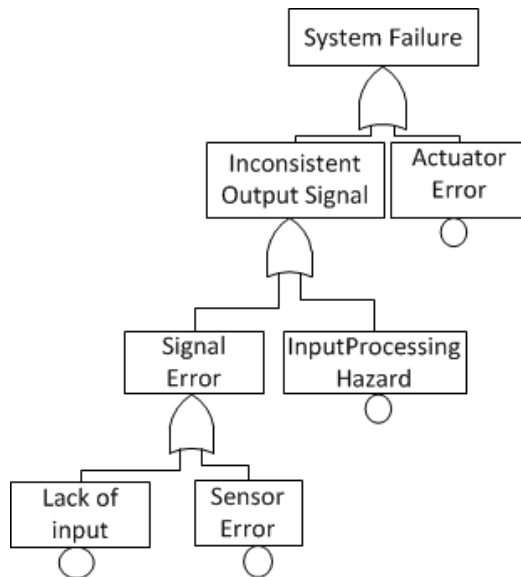 System Failure
Inconsistent
Output Signal
Actuator
Error
Signal
Error
InputProcessing
Hazard
Lack of
input
Sensor
Error